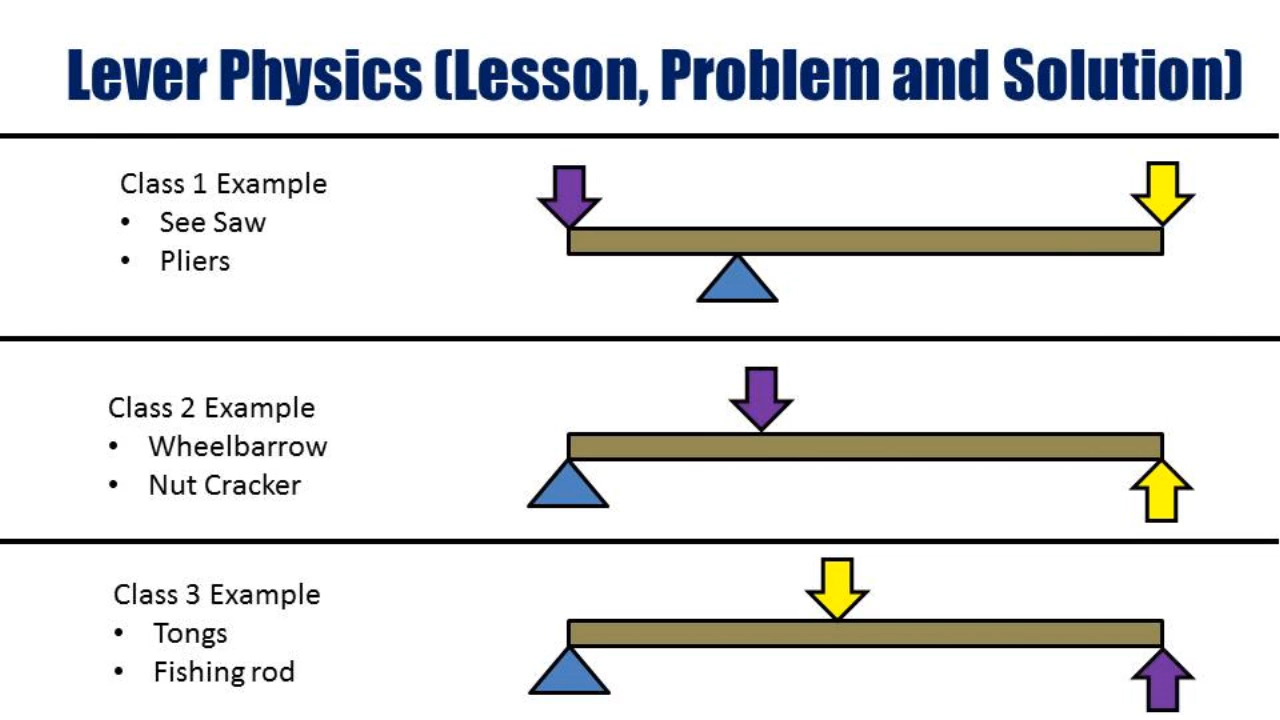 Lever Physics (Lesson, Problem and Solution)
Class 1 Example
• See Saw
• Pliers
Class 2 Example
• Wheelbarrow
• Nut Cracker
Class 3 Example
• Tongs
• Fishing rod